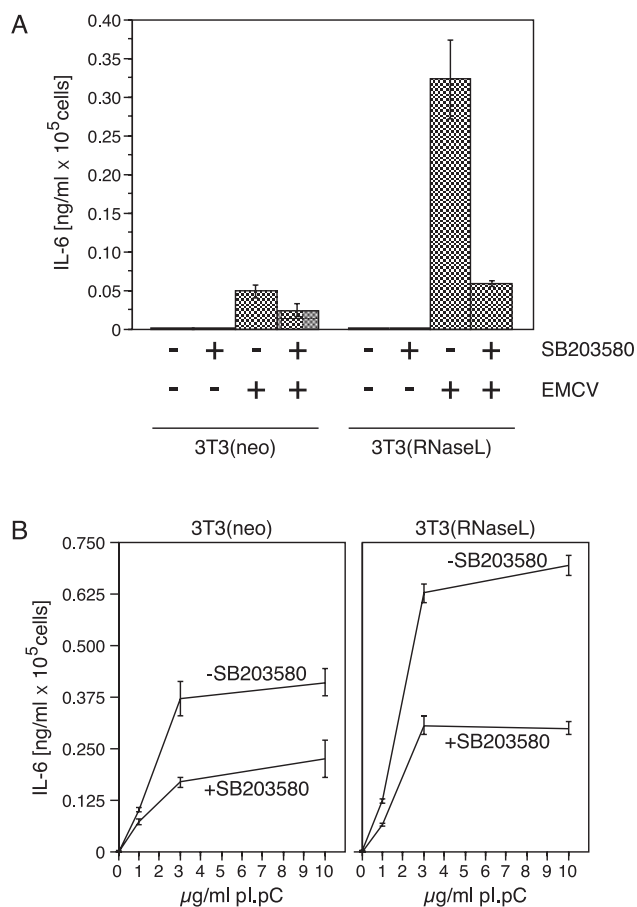 A
IL-6 [ng/ml x 10⁵cells]
0.40
0.35
0.30
0.25
0.20
0.15
0.10
0.05
0
- + - + - + - + SB203580
- - + + - - + + EMCV
3T3(neo) 3T3(RNaseL)
B
3T3(neo) 3T3(RNaseL)
IL-6 [ng/ml x 10⁵cells]
0.750
0.625
0.500
0.375
0.250
0.125
0
-SB203580
+SB203580
-SB203580
+SB203580
0 1 2 3 4 5 6 7 8 9 10 0 1 2 3 4 5 6 7 8 9 10
µg/ml pI.pC µg/ml pI.pC